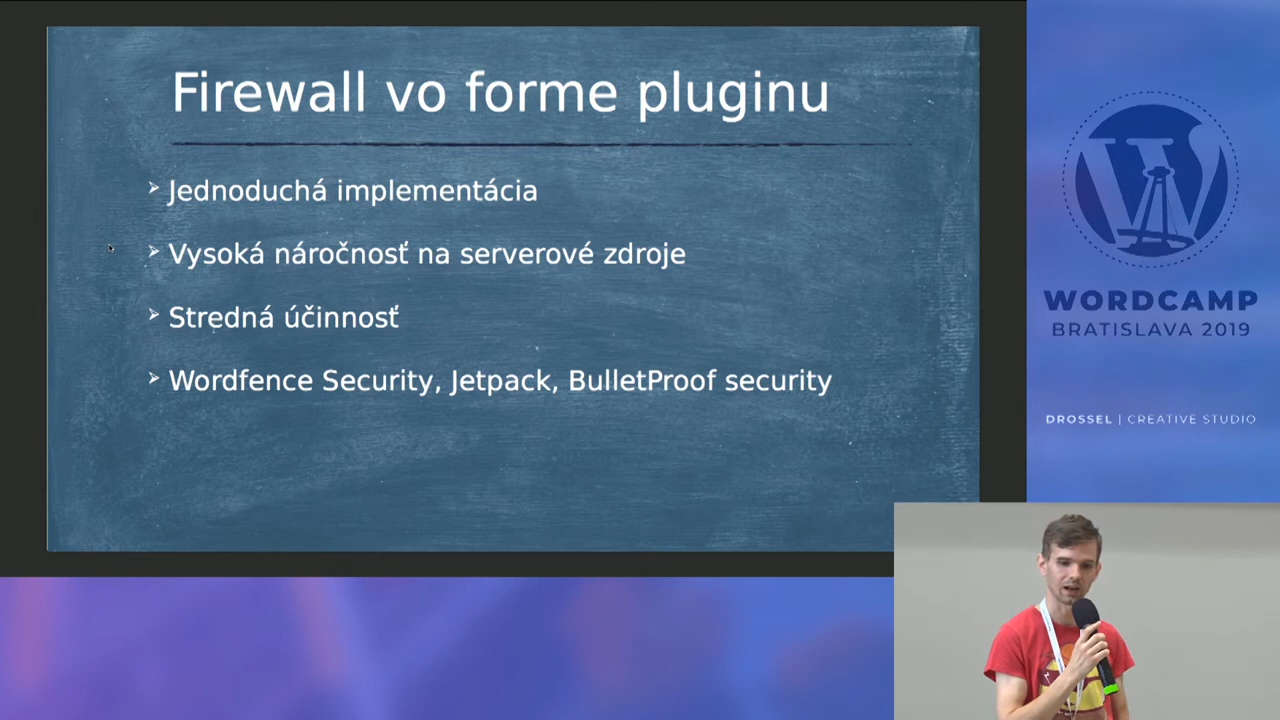 Firewall vo forme pluginu
Jednoduchá implementácia
Vysoká náročnosť na serverové zdroje
Stredná účinnosť
Wordfence Security, Jetpack, BulletProof security
WORDCAMP
BRATISLAVA 2019
DROSSEL | CREATIVE STUDIO